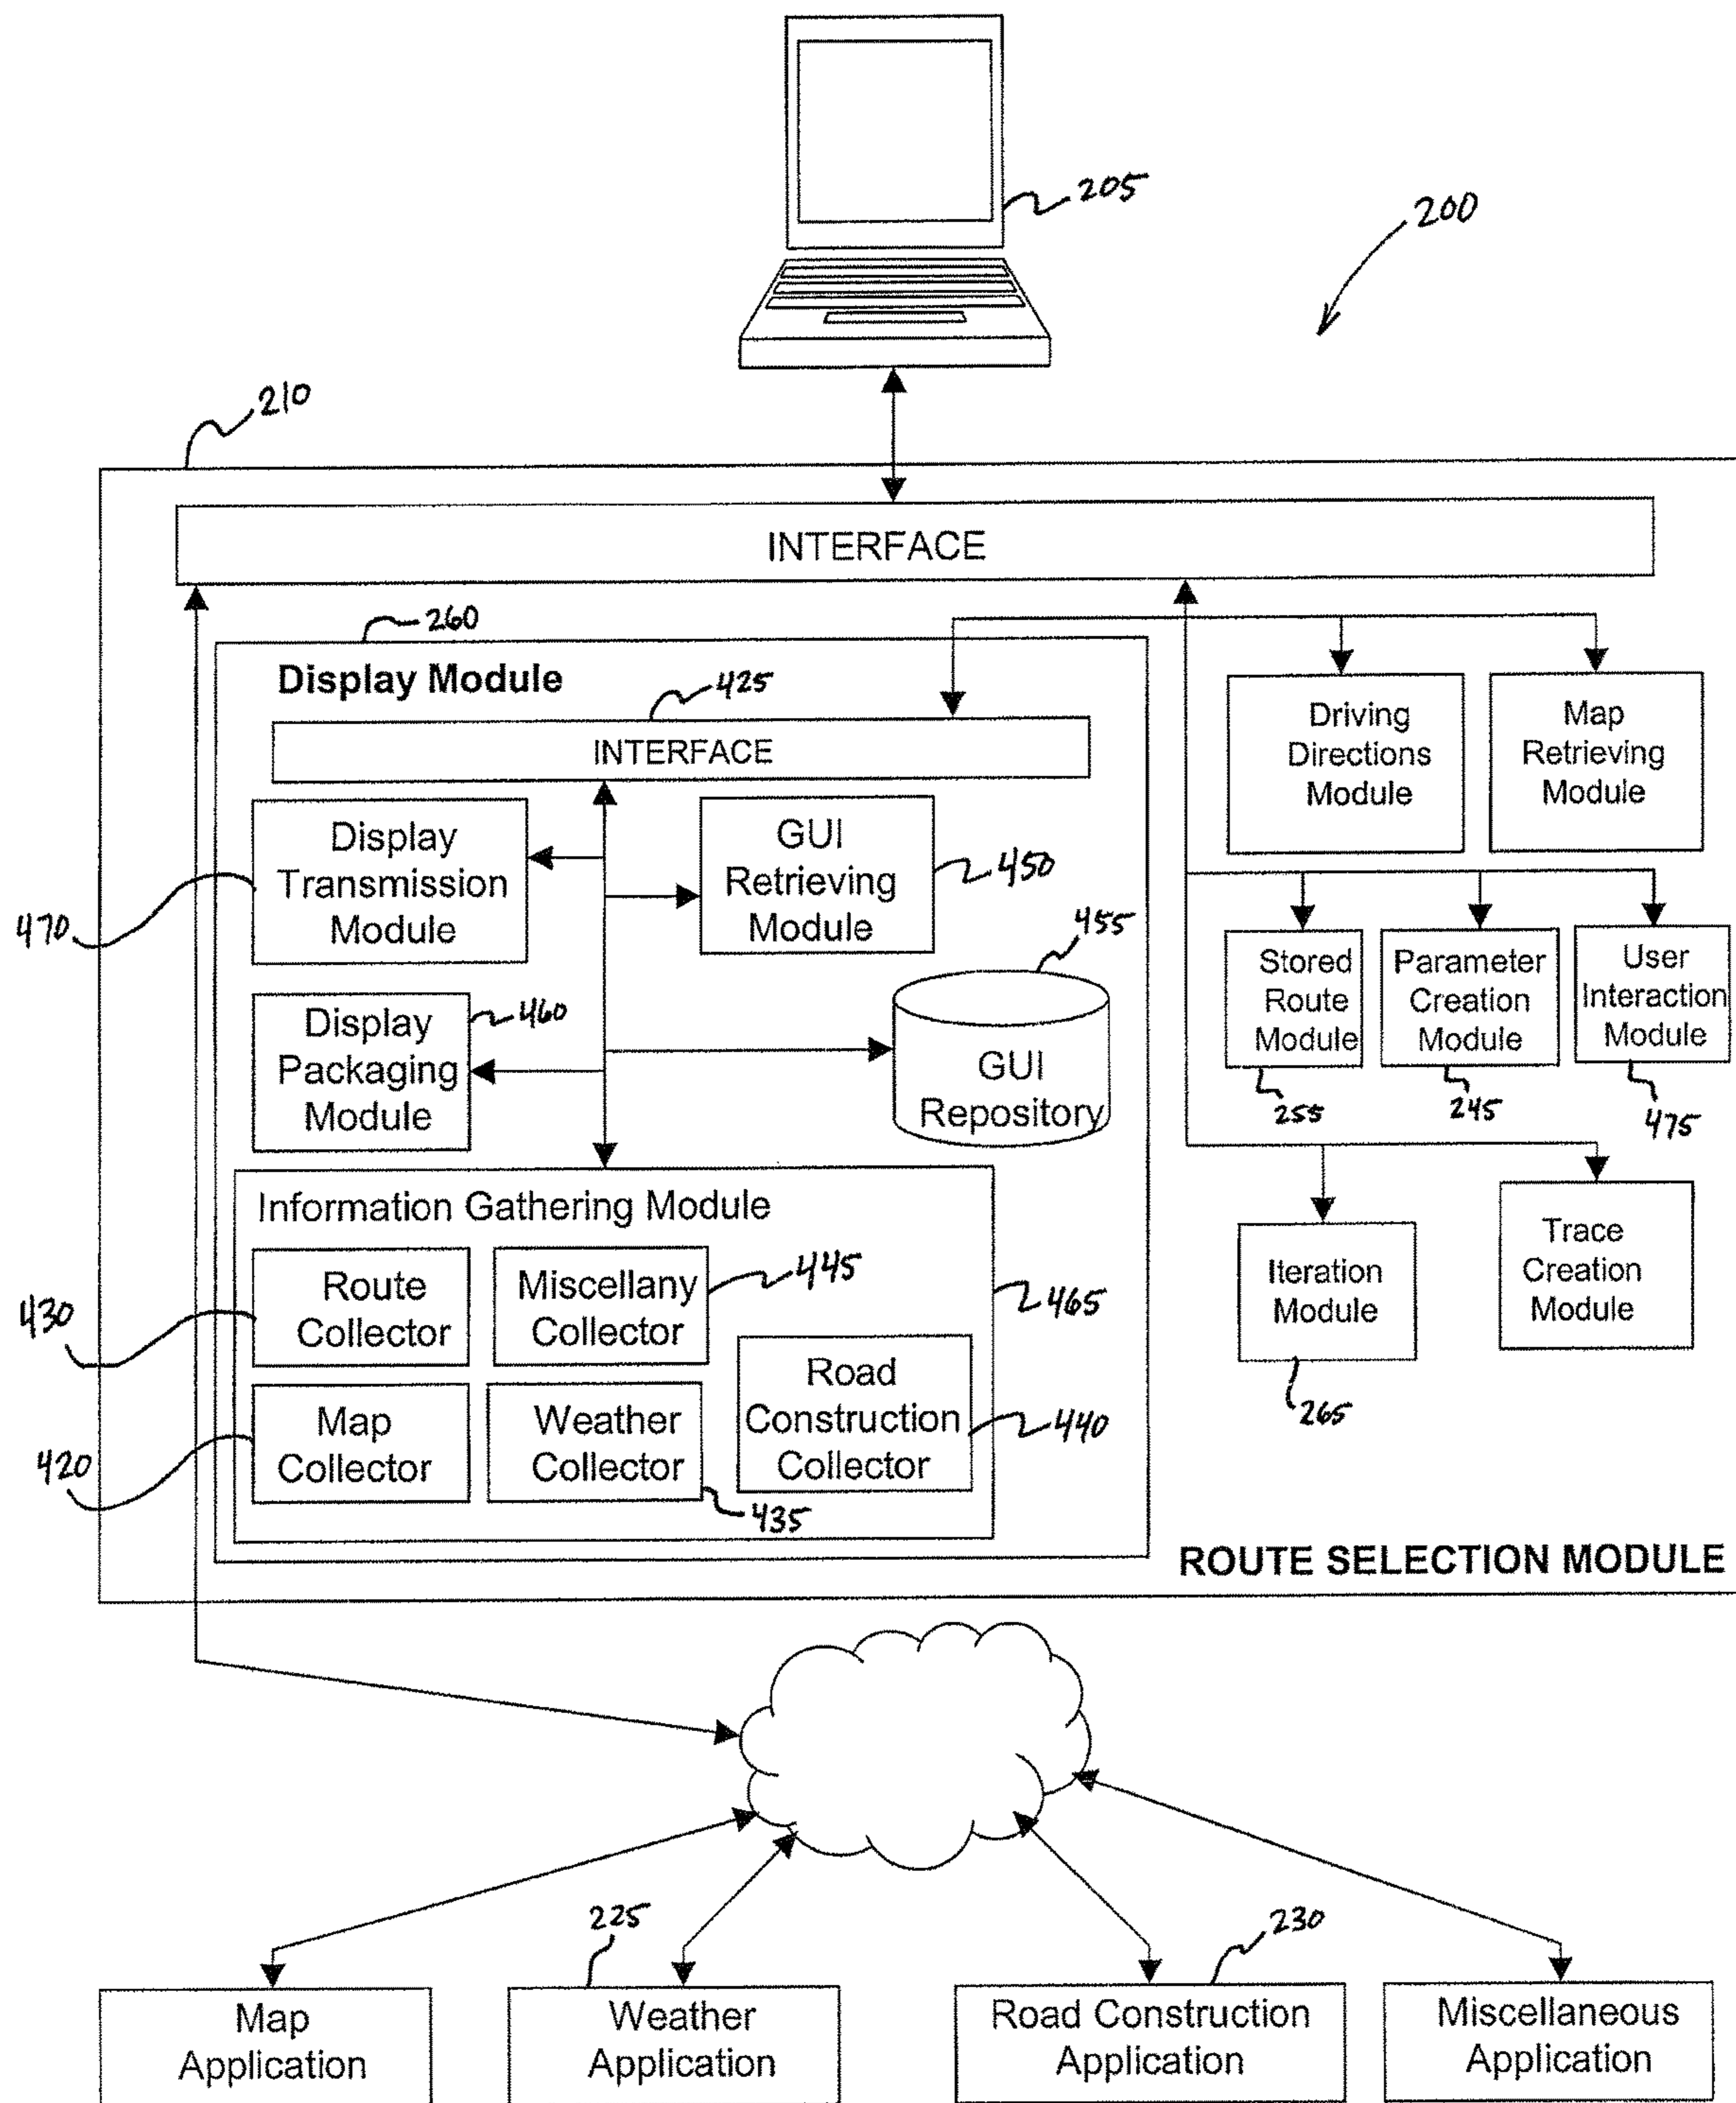 205
200
210
INTERFACE
260
Display Module
425
INTERFACE
Driving
Directions
Module
Map
Retrieving
Module
Display
Transmission
Module
470
GUI
Retrieving
Module
450
455
GUI
Repository
Display
Packaging
Module
460
Stored
Route
Module
255
Parameter
Creation
Module
245
User
Interaction
Module
475
Information Gathering Module
465
Route
Collector
430
Miscellany
Collector
445
Map
Collector
420
Weather
Collector
435
Road
Construction
Collector
440
Iteration
Module
265
Trace
Creation
Module
ROUTE SELECTION MODULE
Map
Application
225
Weather
Application
230
Road Construction
Application
Miscellaneous
Application